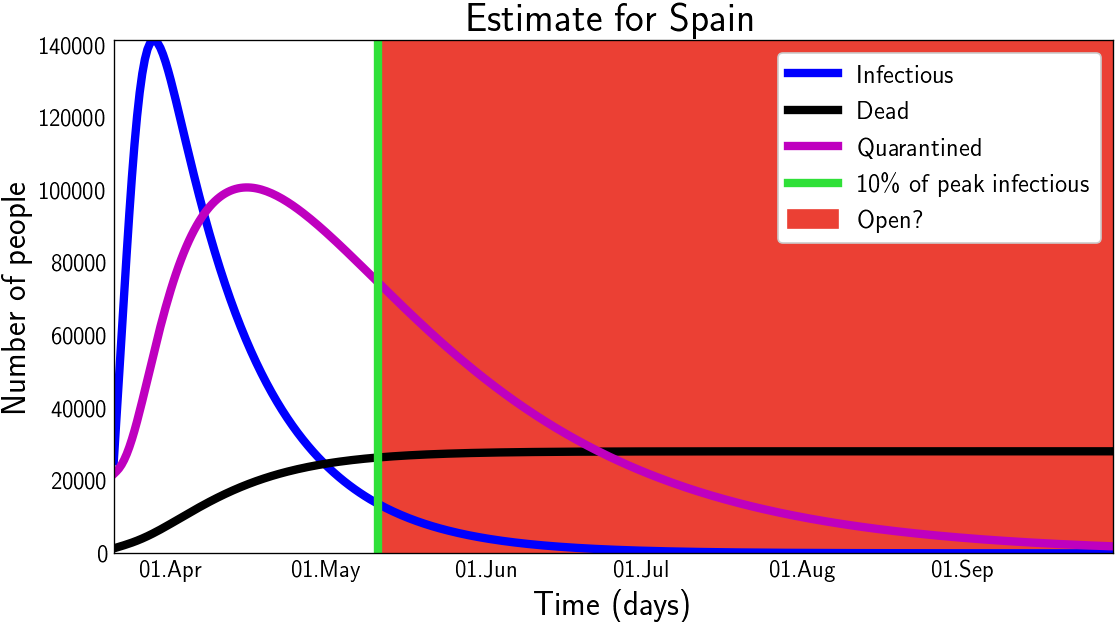 Estimate for Spain
Number of people
140000
120000
100000
80000
60000
40000
20000
0
Infectious
Dead
Quarantined
10% of peak infectious
Open?
01.Apr 01.May 01.Jun 01.Jul 01.Aug 01.Sep
Time (days)